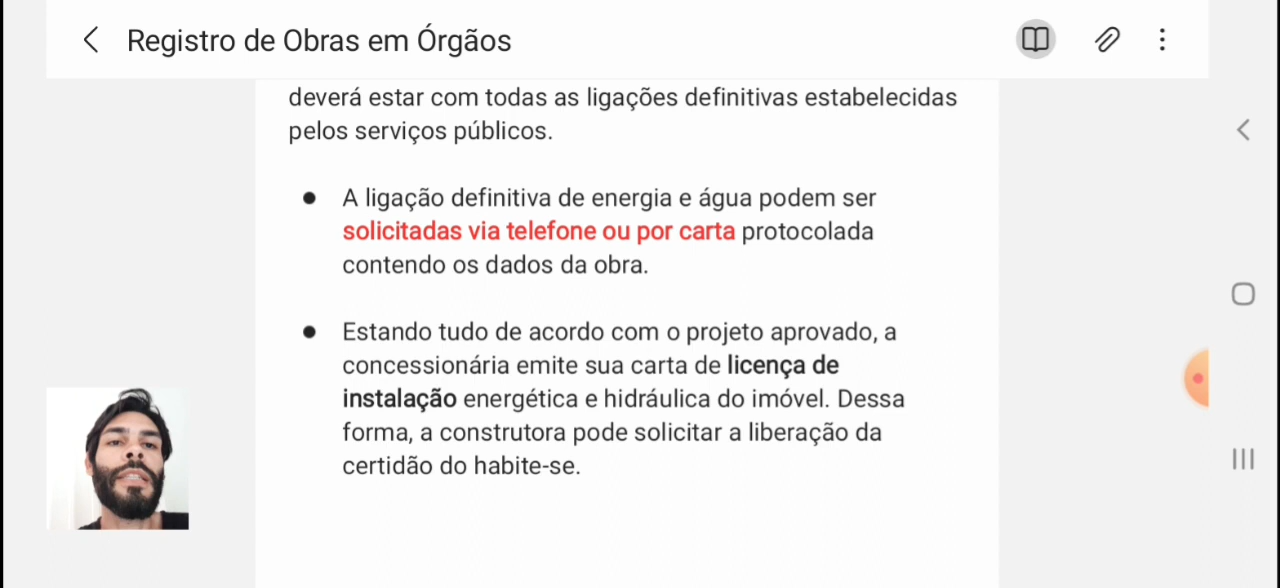 Registro de Obras em Órgãos
deverá estar com todas as ligações definitivas estabelecidas
pelos serviços públicos.
● A ligação definitiva de energia e água podem ser
solicitadas via telefone ou por carta protocolada
contendo os dados da obra.
● Estando tudo de acordo com o projeto aprovado, a
concessionária emite sua carta de licença de
instalação energética e hidráulica do imóvel. Dessa
forma, a construtora pode solicitar a liberação da
certidão do habite-se.